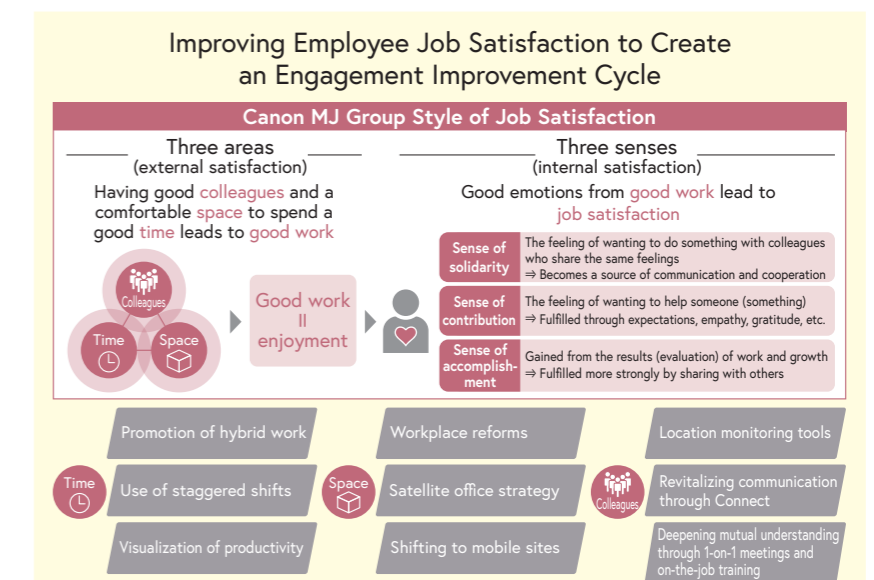 Improving Employee Job Satisfaction to Create
an Engagement Improvement Cycle
Canon MJ Group Style of Job Satisfaction
Three areas
(external satisfaction)
Having good colleagues and a
comfortable space to spend a
good time leads to good work
Colleagues
Time
Space
Good work
=
enjoyment
Three senses
(internal satisfaction)
Good emotions from good work lead to
job satisfaction
Sense of
solidarity
The feeling of wanting to do something with colleagues
who share the same feelings
⇒ Becomes a source of communication and cooperation
Sense of
contribution
The feeling of wanting to help someone (something)
⇒ Fulfilled through expectations, empathy, gratitude, etc.
Sense of
accomplish-
ment
Gained from the results (evaluation) of work and growth
⇒ Fulfilled more strongly by sharing with others
Time
Promotion of hybrid work
Use of staggered shifts
Visualization of productivity
Space
Workplace reforms
Satellite office strategy
Shifting to mobile sites
Colleagues
Location monitoring tools
Revitalizing communication
through Connect
Deepening mutual understanding
through 1-on-1 meetings and
on-the-job training